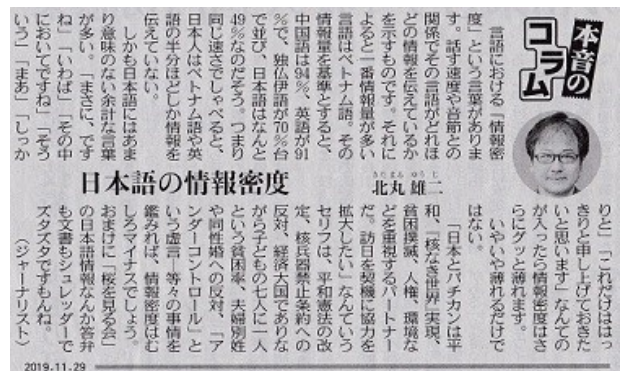 本音の
コラム
日本語の情報密度
北丸 雄二
きたまる ゆうじ
言語における「情報密
度」という言葉がありま
す。話す速度や音節との
関係でその言語がどれほ
どの情報を伝えているか
を示すものです。それに
よると一番情報量が多い
言語はベトナム語。その
情報量を基準とすると、
中国語は94%、英語が91
%で、独仏伊語が70%台
で並び、日本語はなんと
49%なのだそう。つまり
同じ速さでしゃべると、
日本人はベトナム語や英
語の半分ほどしか情報を
伝えていない。
しかも日本語にはあま
り意味のない余計な言葉
が多い。「まさに、です
ね」「いわば」「その中
においてですね」「そう
いう」「まあ」「しっか
りと」「これだけははっ
きりと申し上げておきた
いと思います」なんての
が入ったら情報密度はさ
らにグッと薄れます。
いやいや薄れるだけで
はない。
「日本とバチカンは平
和、『核なき世界』実現、
貧困撲滅、人権、環境な
どを重視するパートナー
だ。訪日を契機に協力を
拡大したい」なんていう
セリフは、平和憲法の改
定、核兵器禁止条約への
反対、経済大国でありな
がら子どもの七人に一人
という貧困率、夫婦別姓
や同性婚への反対、「ア
ンダーコントロール」と
いう虚言、等々の事情を
鑑みれば、情報密度はむ
しろマイナスでしょう。
おまけに「桜を見る会」
の日本語情報なんか答弁
も文書もシュレッダーで
ズタズタですもんね。
(ジャーナリスト)
2019.11.29